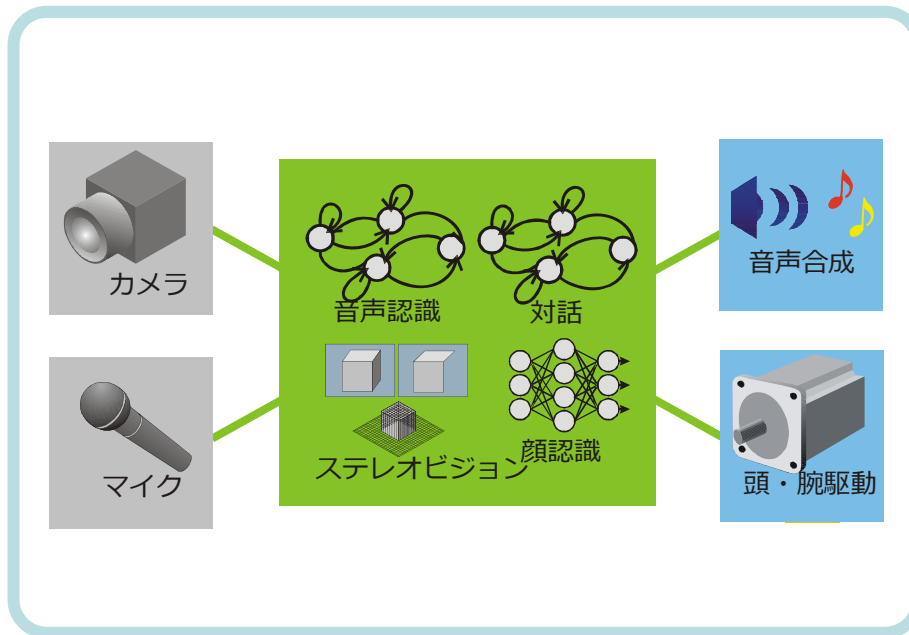 カメラ
マイク
音声認識
対話
ステレオビジョン
顔認識
音声合成
頭・腕駆動